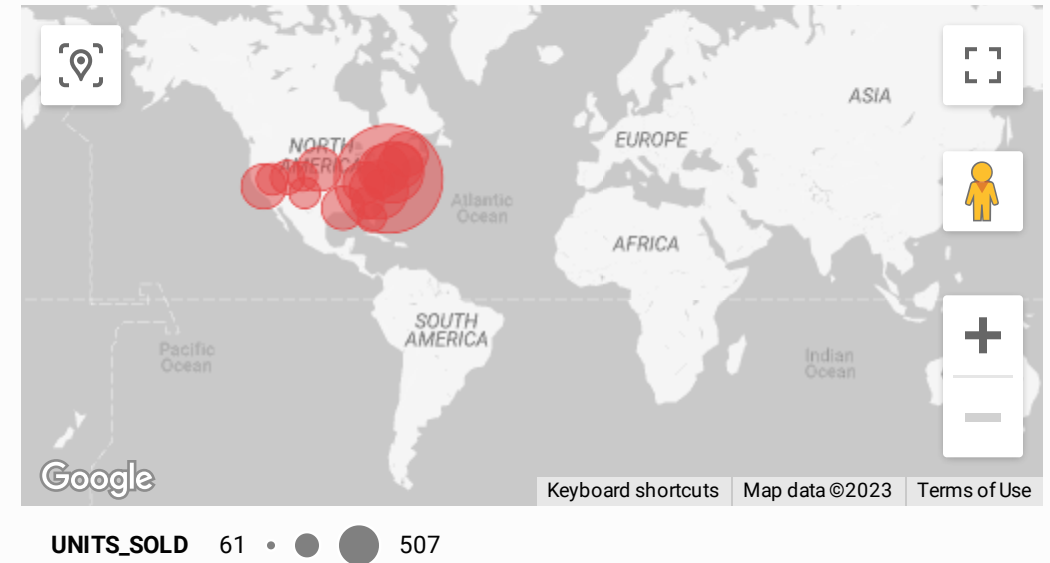 ASIA
NORTH
AMERICA
EUROPE
Atlantic
Ocean
AFRICA
SOUTH
AMERICA
Pacific
Ocean
Indian
Ocean
Google
Keyboard shortcuts
Map data ©2023
Terms of Use
UNITS_SOLD 61 507